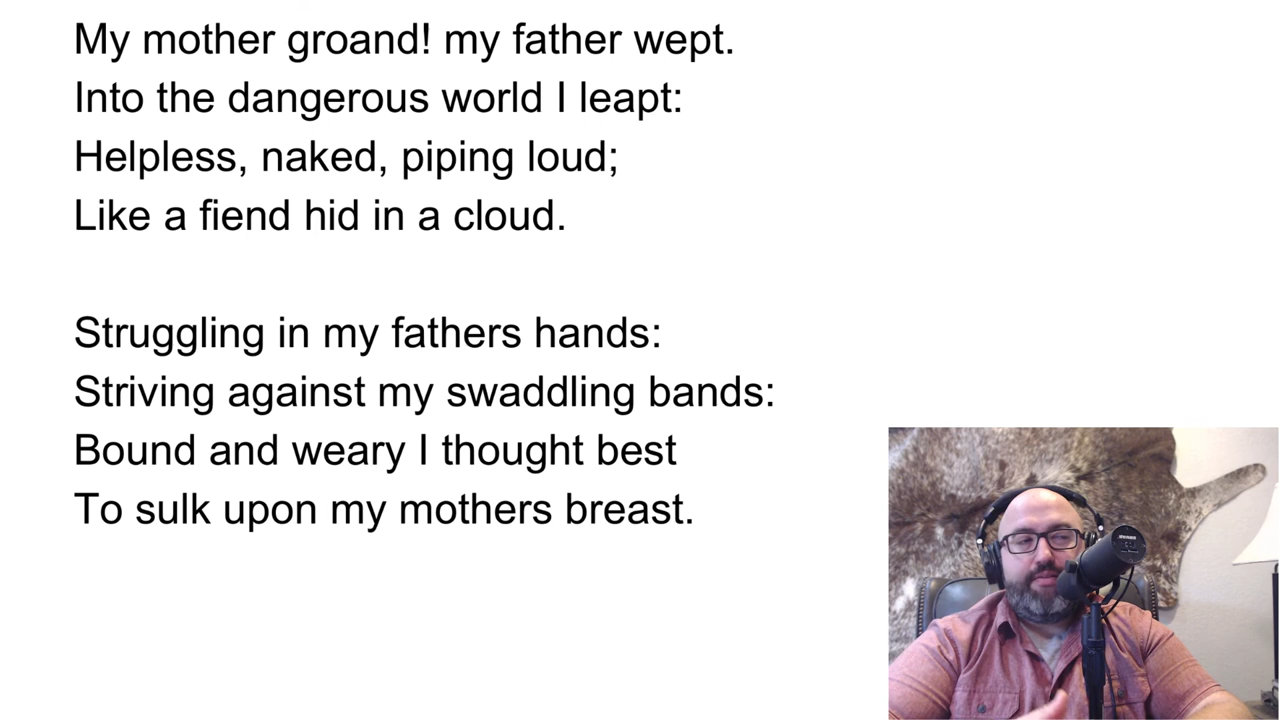 My mother groand! my father wept.
Into the dangerous world I leapt:
Helpless, naked, piping loud;
Like a fiend hid in a cloud.
Struggling in my fathers hands:
Striving against my swaddling bands:
Bound and weary I thought best
To sulk upon my mothers breast.